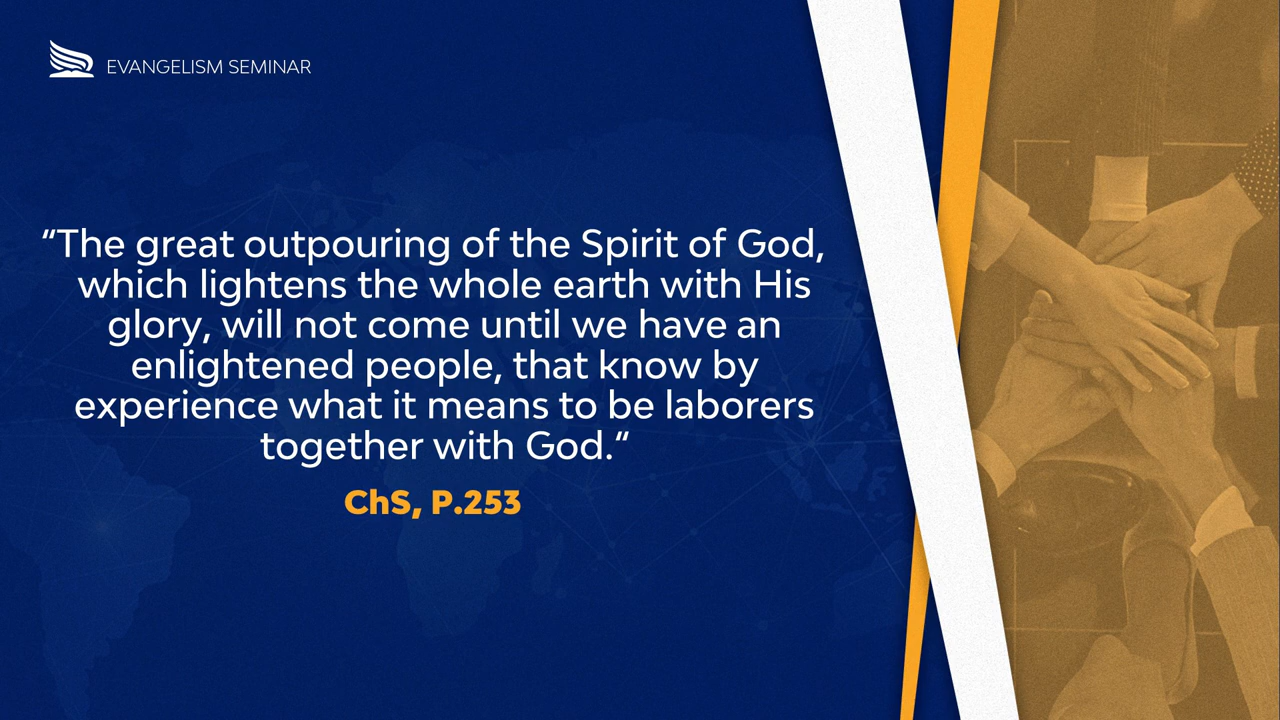 EVANGELISM SEMINAR
“The great outpouring of the Spirit of God,
which lightens the whole earth with His
glory, will not come until we have an
enlightened people, that know by
experience what it means to be laborers
together with God.“
ChS, P.253